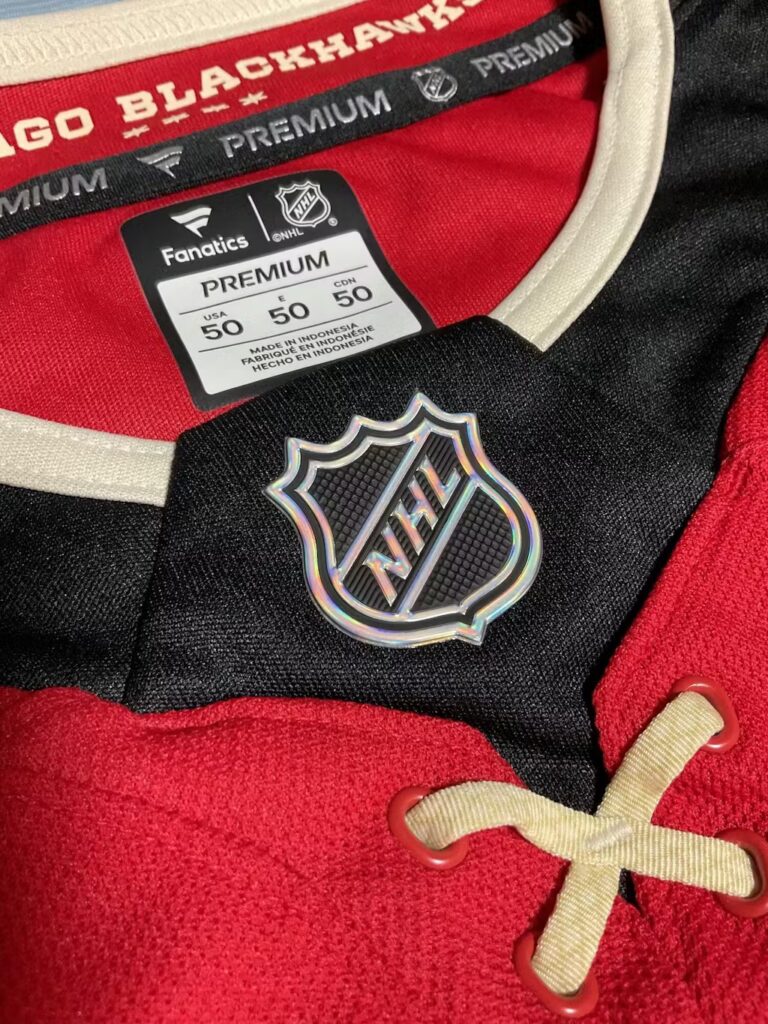 AGO BLACKHAWKS
MIUM PREMIUM NHL PREMIUM
Fanatics
NHL
©NHL ®
PREMIUM
USA E CDN
50 50 50
MADE IN INDONESIA
FABRIQUÉ EN INDONÉSIE
HECHO EN INDONESIA
NHL